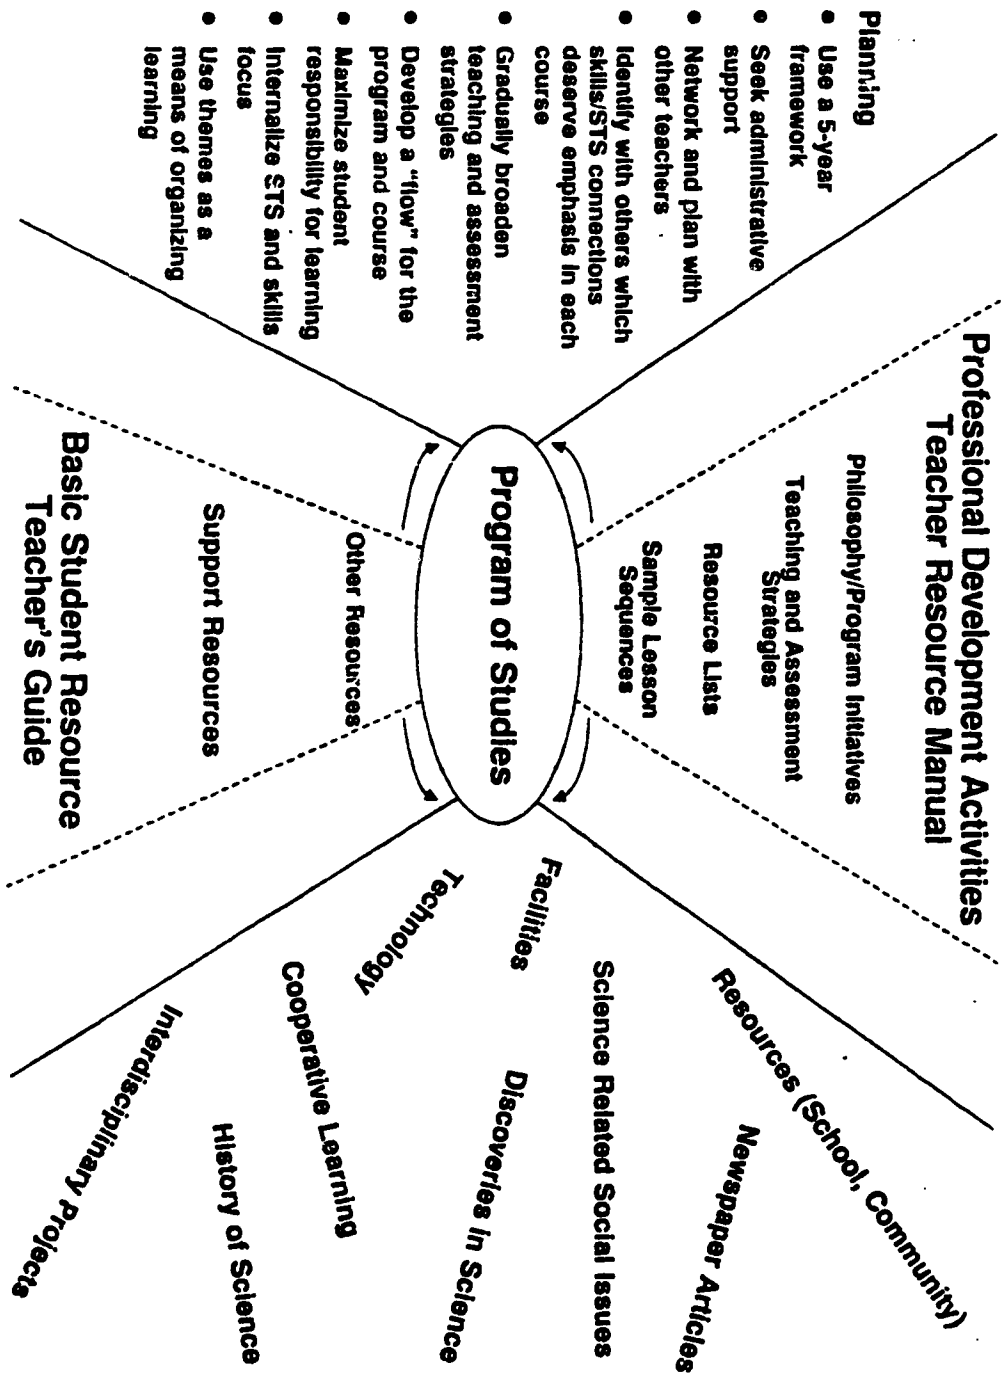 Planning
• Use a 5-year
framework
• Seek administrative
support
• Network and plan with
other teachers
• Identify with others which
skills/STS connections
deserve emphasis in each
course
• Gradually broaden
teaching and assessment
strategies
• Develop a "flow" for the
program and course
• Maximize student
responsibility for learning
• Internalize STS and skills
focus
• Use themes as a
means of organizing
learning
Professional Development Activities
Teacher Resource Manual
Philosophy/Program Initiatives
Teaching and Assessment
Strategies
Resource Lists
Sample Lesson
Sequences
Program of Studies
Other Resources
Support Resources
Basic Student Resource
Teacher's Guide
Resources (School, Community)
Newspaper Articles
Science Related Social Issues
Facilities
Discoveries in Science
Technology
Cooperative Learning
History of Science
Interdisciplinary Projects